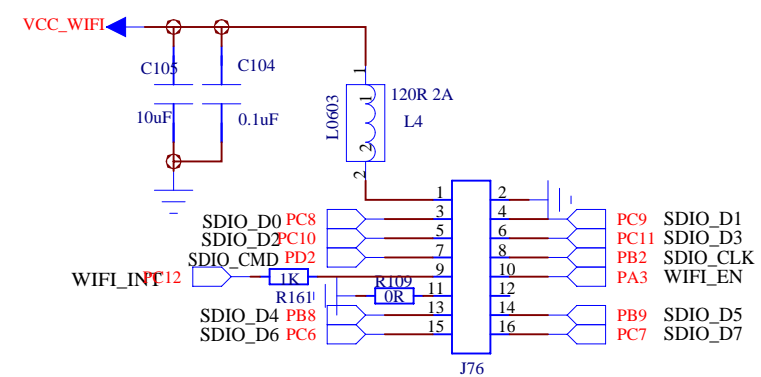 VCC_WIFI
C105 C104
10uF 0.1uF
1
L0603 1 2 120R 2A
L4
2
1 2
SDIO_D0 PC8 3 4 PC9 SDIO_D1
SDIO_D2 PC10 5 6 PC11 SDIO_D3
SDIO_CMD PD2 7 8 PB2 SDIO_CLK
WIFI_INT PC12 1K 9 10 PA3 WIFI_EN
R161 R109 0R 11 12
SDIO_D4 PB8 13 14 PB9 SDIO_D5
SDIO_D6 PC6 15 16 PC7 SDIO_D7
J76